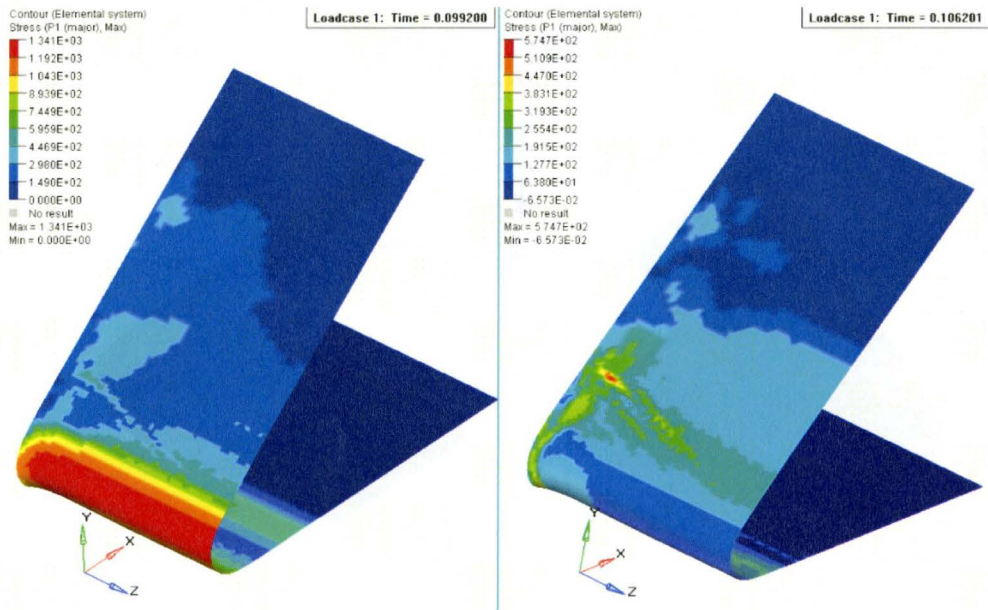 Contour (Elemental system)
Stress (P1 (major), Max)
1.341E+03
1.192E+03
1.043E+03
8.939E+02
7.449E+02
5.959E+02
4.469E+02
2.980E+02
1.490E+02
0.000E+00
No result
Max = 1.341E+03
Min = 0.000E+00
Loadcase 1: Time = 0.099200
Y
X
Z
Contour (Elemental system)
Stress (P1 (major), Max)
5.747E+02
5.109E+02
4.470E+02
3.831E+02
3.193E+02
2.554E+02
1.915E+02
1.277E+02
6.380E+01
-6.573E-02
No result
Max = 5.747E+02
Min = -6.573E-02
Loadcase 1: Time = 0.106201
Y
X
Z